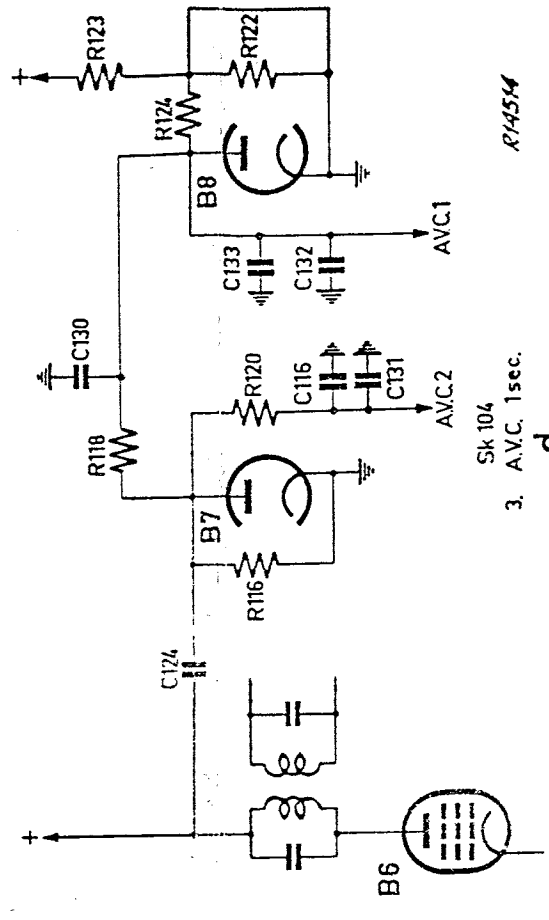 +
R123
R124
R122
B8
C133
C132
A.V.C.1
R14514
C130
R118
R120
C116
C131
A.V.C.2
B7
R116
C124
+
B6
Sk 104
3. A.V.C. 1sec.
d